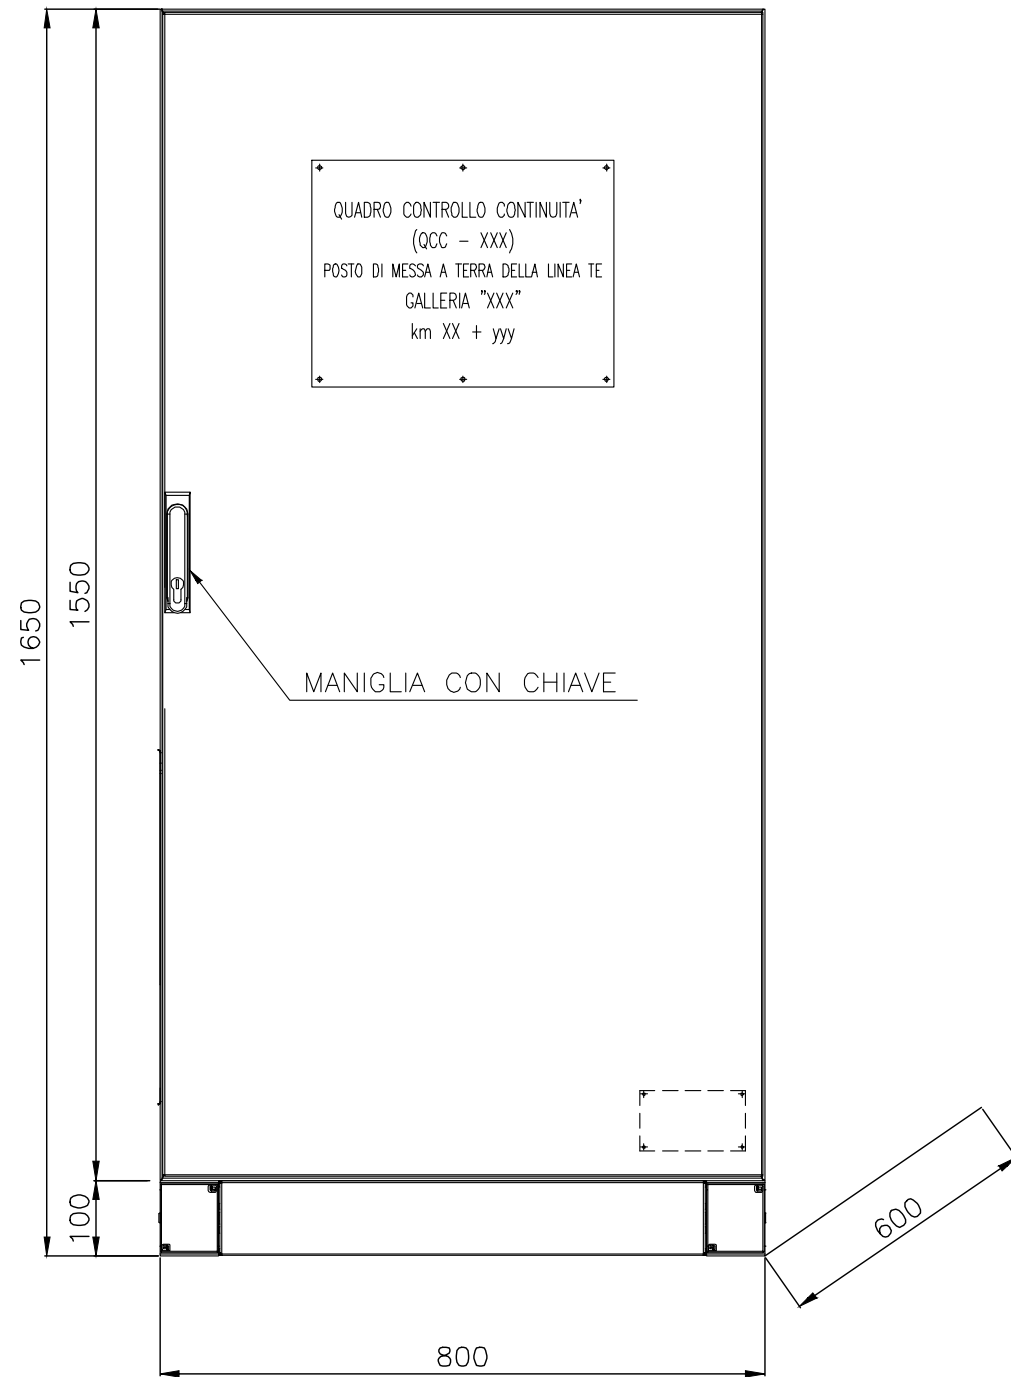 QUADRO CONTROLLO CONTINUITA'
(QCC - XXX)
POSTO DI MESSA A TERRA DELLA LINEA TE
GALLERIA "XXX"
km XX + yyy
1550
1650
MANIGLIA CON CHIAVE
100
600
800